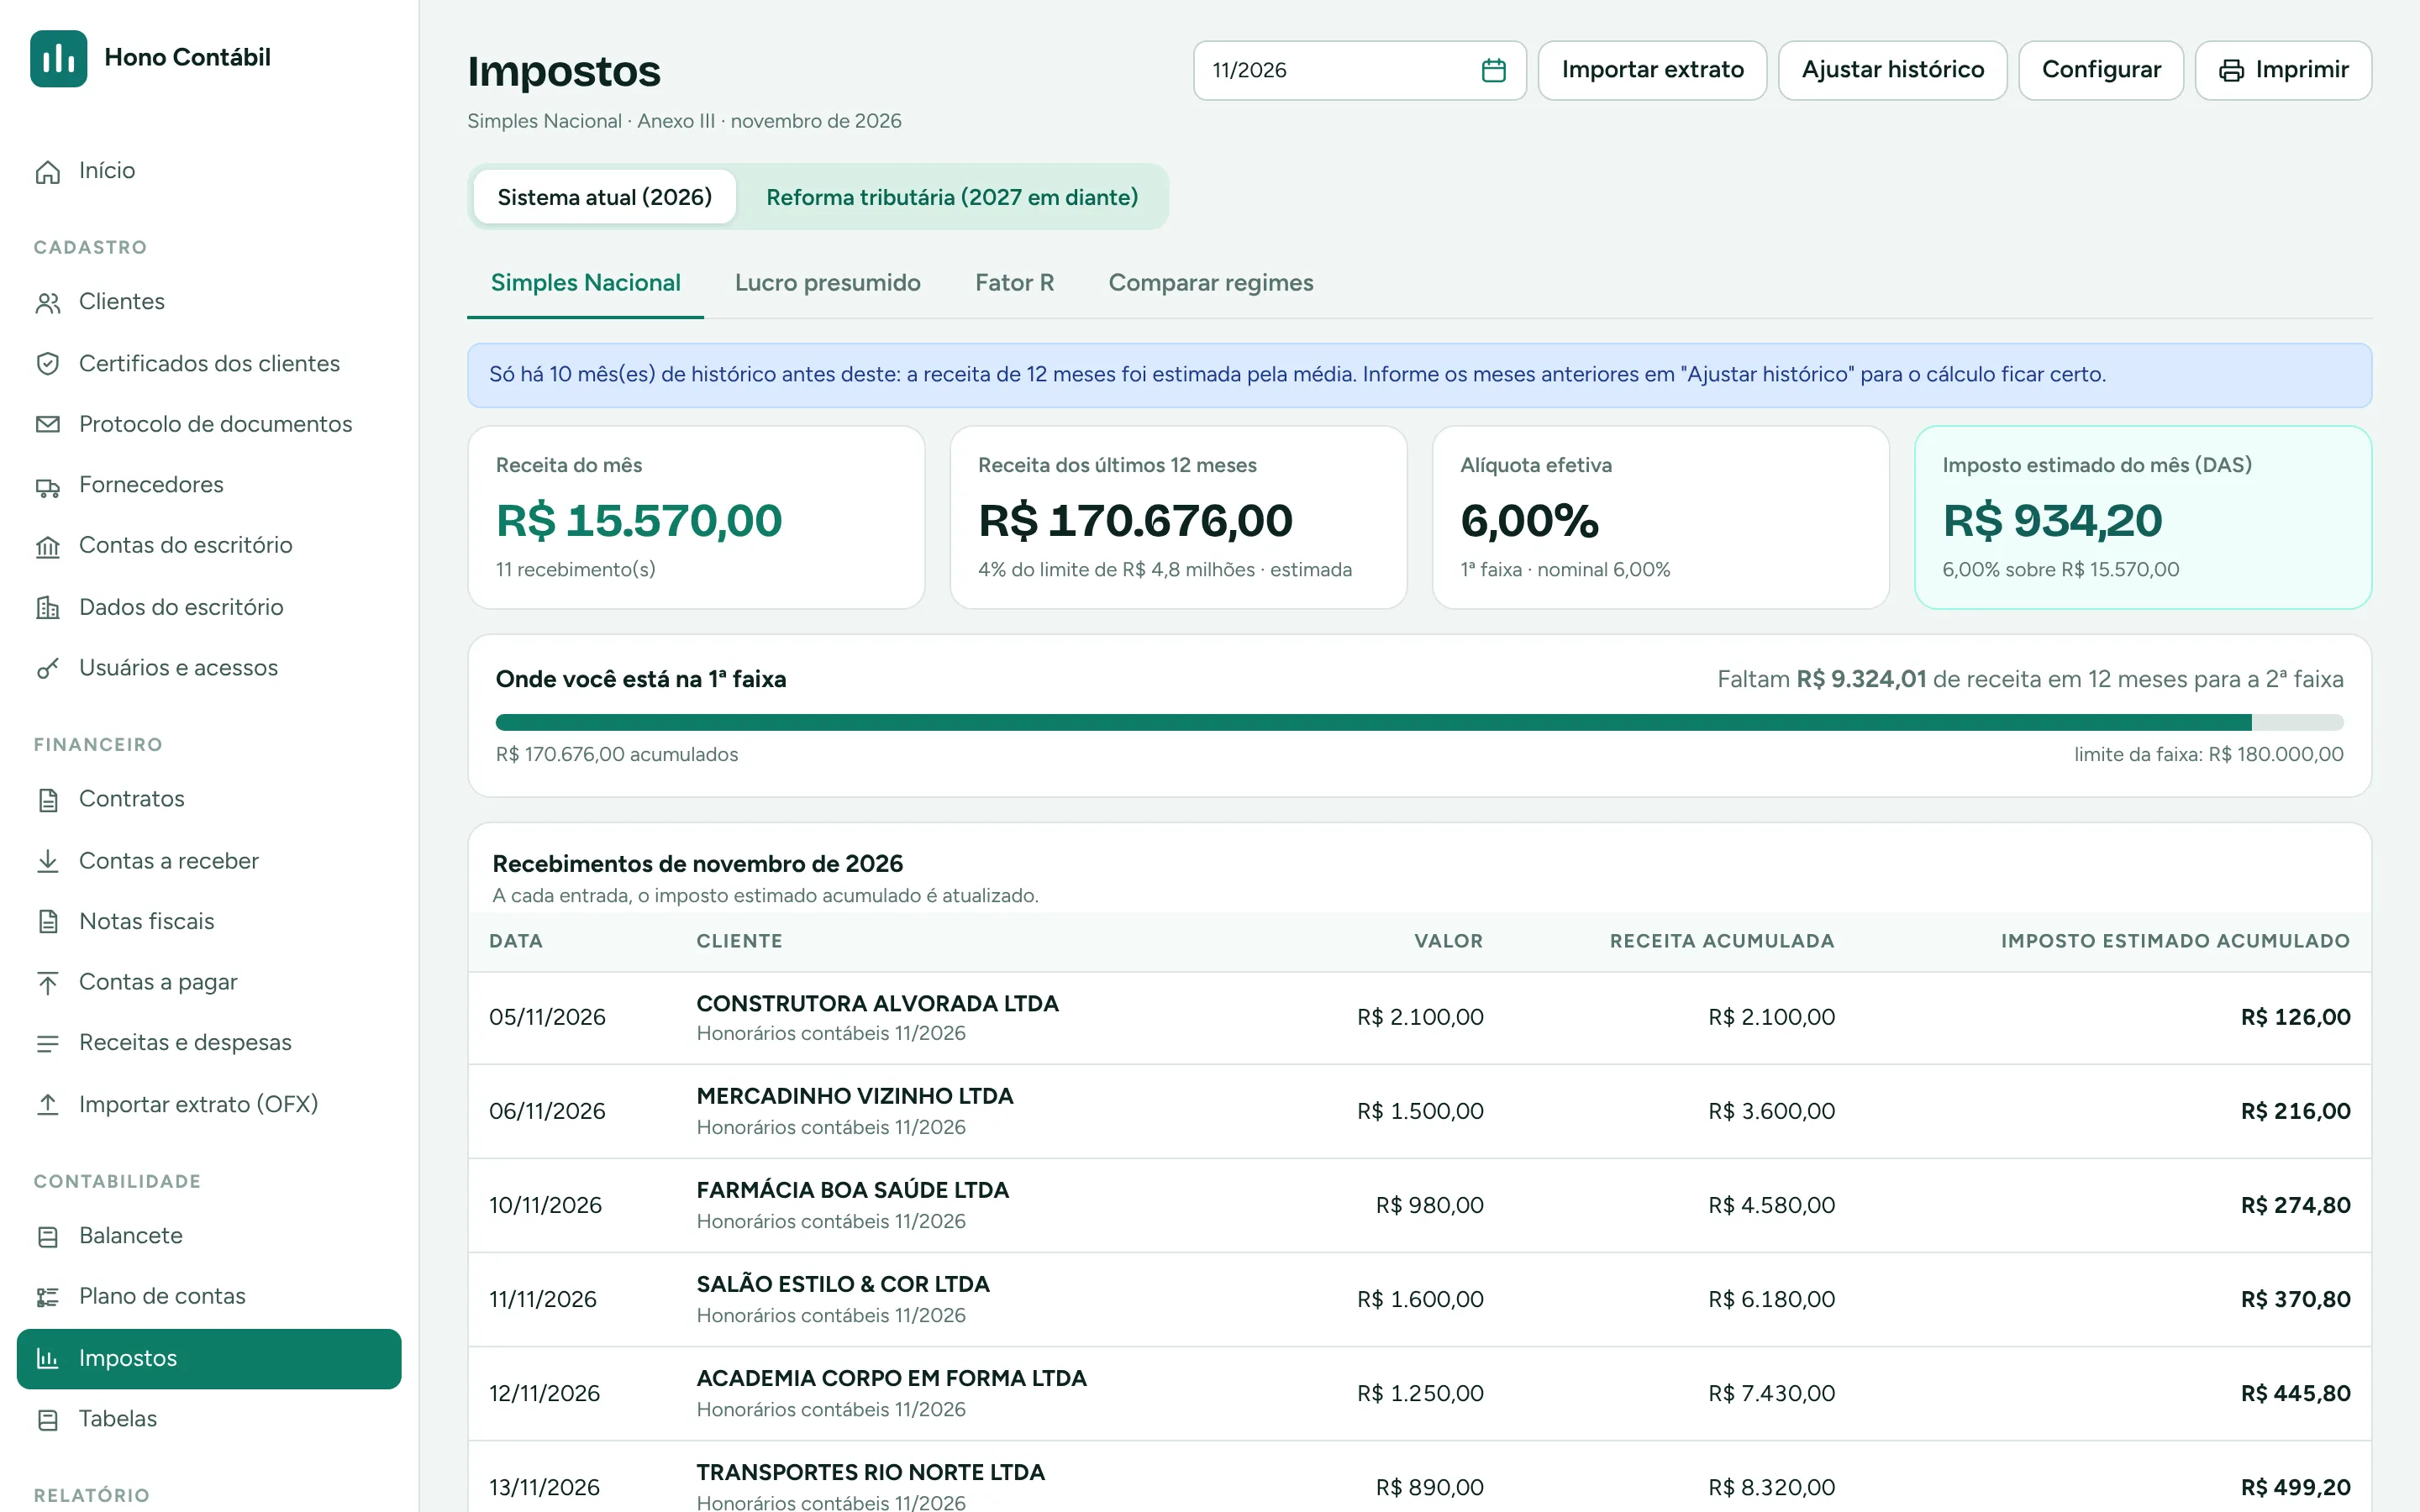 Hono Contábil
Início
CADASTRO
Clientes
Certificados dos clientes
Protocolo de documentos
Fornecedores
Contas do escritório
Dados do escritório
Usuários e acessos
FINANCEIRO
Contratos
Contas a receber
Notas fiscais
Contas a pagar
Receitas e despesas
Importar extrato (OFX)
CONTABILIDADE
Balancete
Plano de contas
Impostos
Tabelas
RELATÓRIO
Impostos
Simples Nacional · Anexo III · novembro de 2026
11/2026
Importar extrato
Ajustar histórico
Configurar
Imprimir
Sistema atual (2026)
Reforma tributária (2027 em diante)
Simples Nacional
Lucro presumido
Fator R
Comparar regimes
Só há 10 mês(es) de histórico antes deste: a receita de 12 meses foi estimada pela média. Informe os meses anteriores em "Ajustar histórico" para o cálculo ficar certo.
Receita do mês
R$ 15.570,00
11 recebimento(s)
Receita dos últimos 12 meses
R$ 170.676,00
4% do limite de R$ 4,8 milhões · estimada
Alíquota efetiva
6,00%
1ª faixa · nominal 6,00%
Imposto estimado do mês (DAS)
R$ 934,20
6,00% sobre R$ 15.570,00
Onde você está na 1ª faixa
Faltam R$ 9.324,01 de receita em 12 meses para a 2ª faixa
R$ 170.676,00 acumulados
limite da faixa: R$ 180.000,00
Recebimentos de novembro de 2026
A cada entrada, o imposto estimado acumulado é atualizado.
DATA CLIENTE VALOR RECEITA ACUMULADA IMPOSTO ESTIMADO ACUMULADO
05/11/2026 CONSTRUTORA ALVORADA LTDA R$ 2.100,00 R$ 2.100,00 R$ 126,00
Honorários contábeis 11/2026
06/11/2026 MERCADINHO VIZINHO LTDA R$ 1.500,00 R$ 3.600,00 R$ 216,00
Honorários contábeis 11/2026
10/11/2026 FARMÁCIA BOA SAÚDE LTDA R$ 980,00 R$ 4.580,00 R$ 274,80
Honorários contábeis 11/2026
11/11/2026 SALÃO ESTILO & COR LTDA R$ 1.600,00 R$ 6.180,00 R$ 370,80
Honorários contábeis 11/2026
12/11/2026 ACADEMIA CORPO EM FORMA LTDA R$ 1.250,00 R$ 7.430,00 R$ 445,80
Honorários contábeis 11/2026
13/11/2026 TRANSPORTES RIO NORTE LTDA R$ 890,00 R$ 8.320,00 R$ 499,20
Honorários contábeis 11/2026